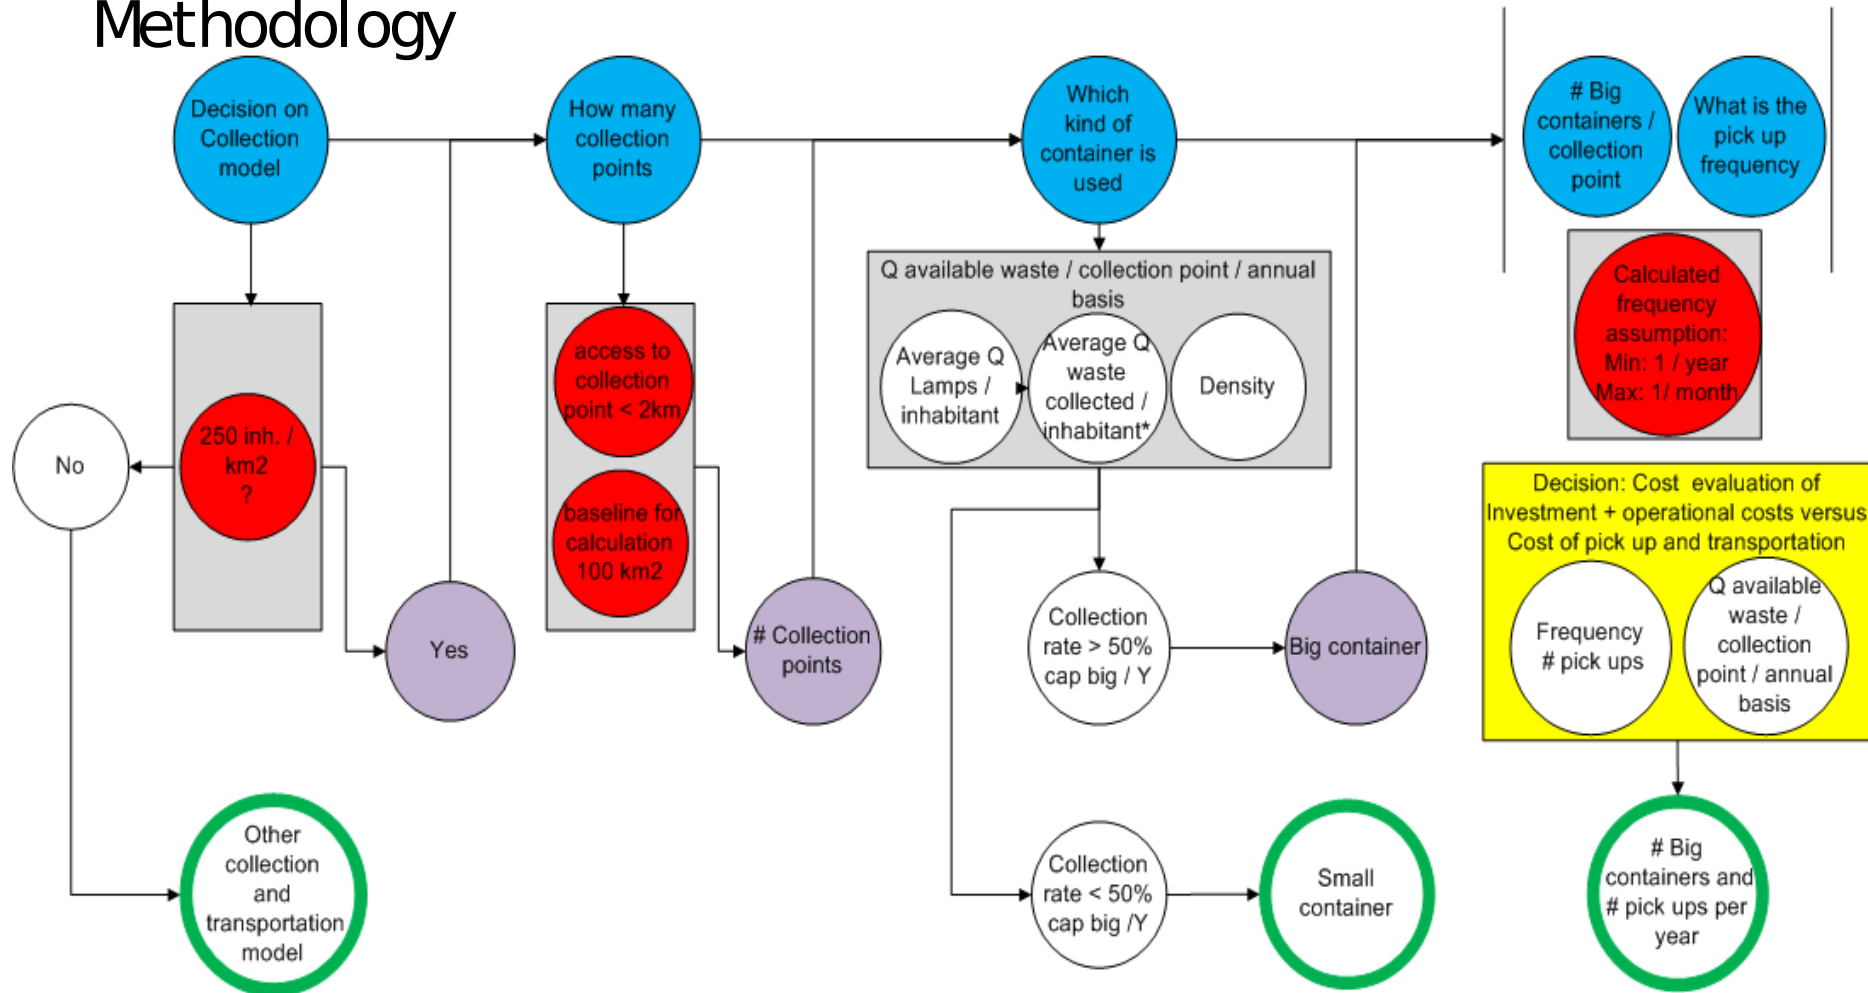 Methodology
Decision on
Collection
model
How many
collection
points
Which
kind of
container is
used
# Big
containers /
collection
point
What is the
pick up
frequency
250 inh. /
km2
?
No
Yes
Other
collection
and
transportation
model
access to
collection
point < 2km
baseline for
calculation
100 km2
# Collection
points
Q available waste / collection point / annual
basis
Average Q
Lamps /
inhabitant
Average Q
waste
collected /
inhabitant*
Density
Collection
rate > 50%
cap big / Y
Big container
Collection
rate < 50%
cap big /Y
Small
container
Calculated
frequency
assumption:
Min: 1 / year
Max: 1/ month
Decision: Cost evaluation of
Investment + operational costs versus
Cost of pick up and transportation
Frequency
# pick ups
Q available
waste /
collection
point / annual
basis
# Big
containers and
# pick ups per
year